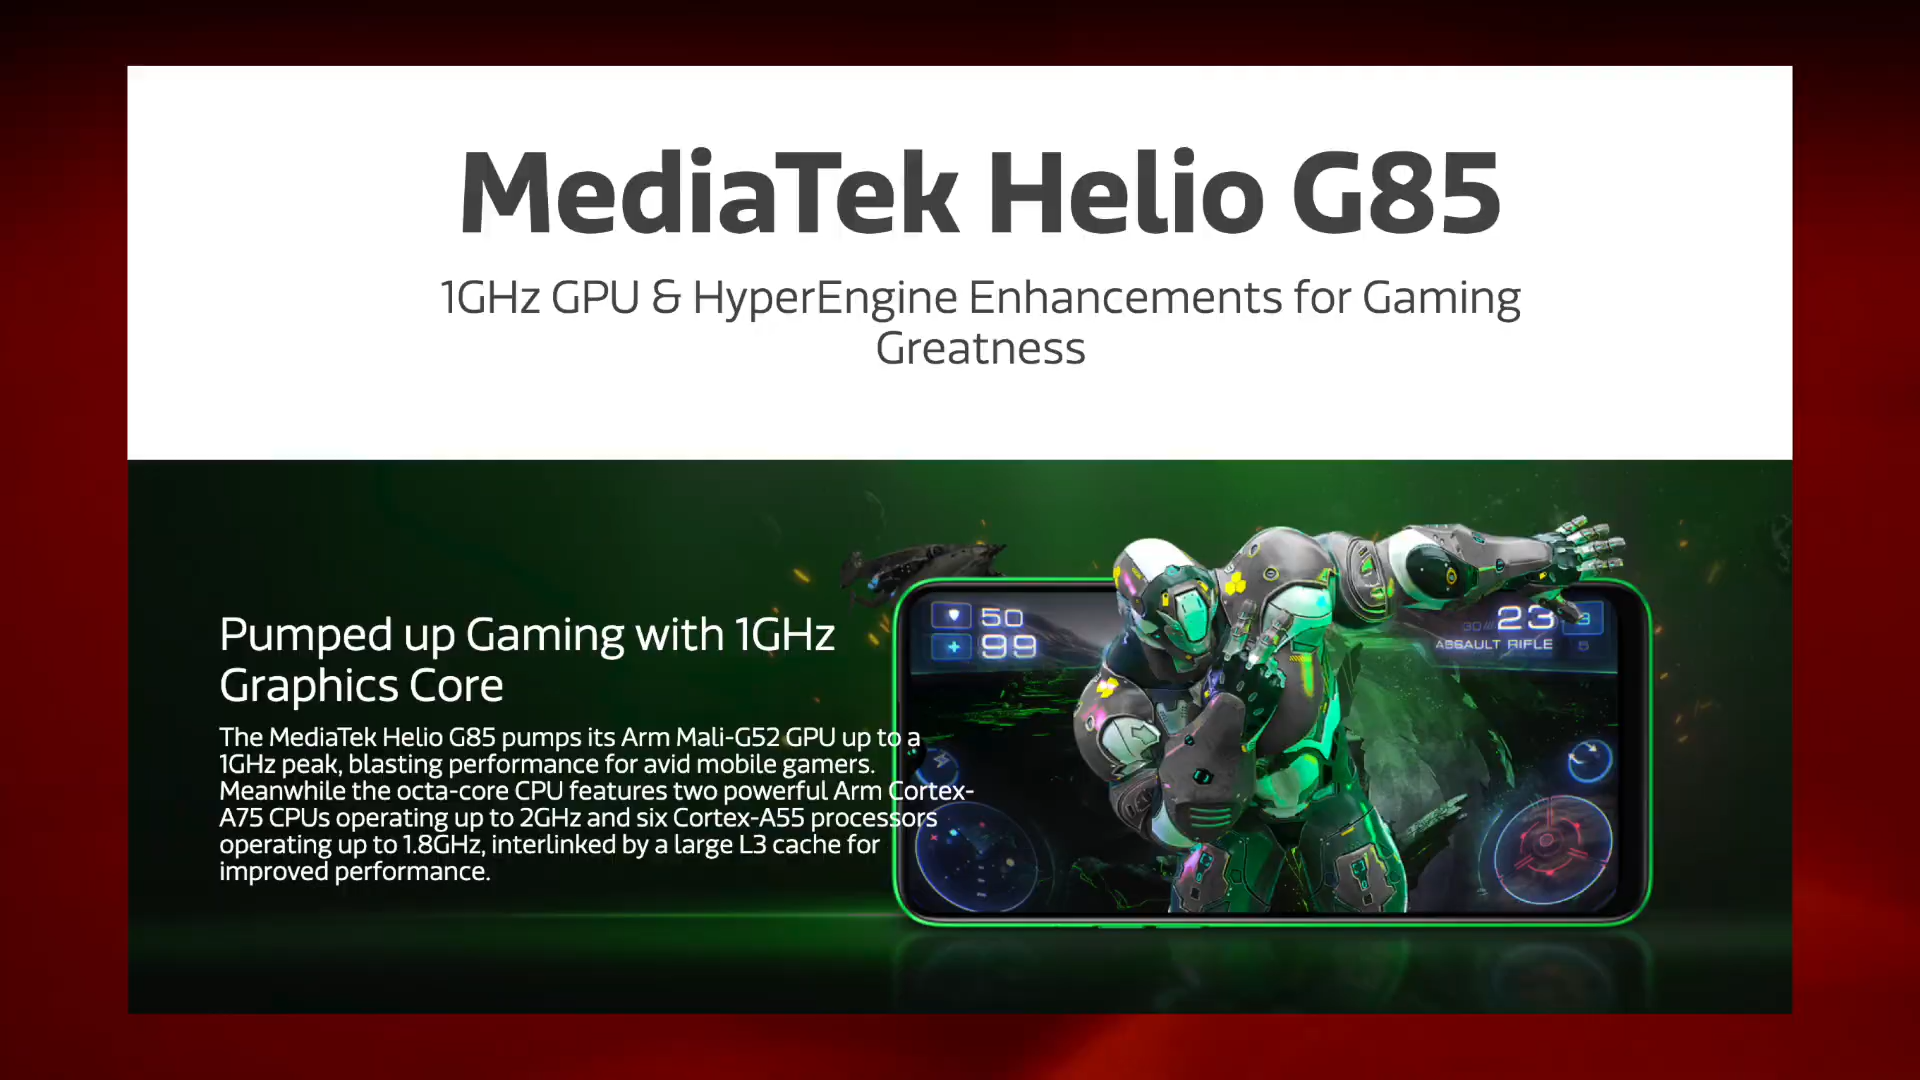 MediaTek Helio G85
1GHz GPU & HyperEngine Enhancements for Gaming
Greatness
Pumped up Gaming with 1GHz
Graphics Core
The MediaTek Helio G85 pumps its Arm Mali-G52 GPU up to a
1GHz peak, blasting performance for avid mobile gamers.
Meanwhile the octa-core CPU features two powerful Arm Cortex-
A75 CPUs operating up to 2GHz and six Cortex-A55 processors
operating up to 1.8GHz, interlinked by a large L3 cache for
improved performance.
50
99
23
ASSAULT RIFLE